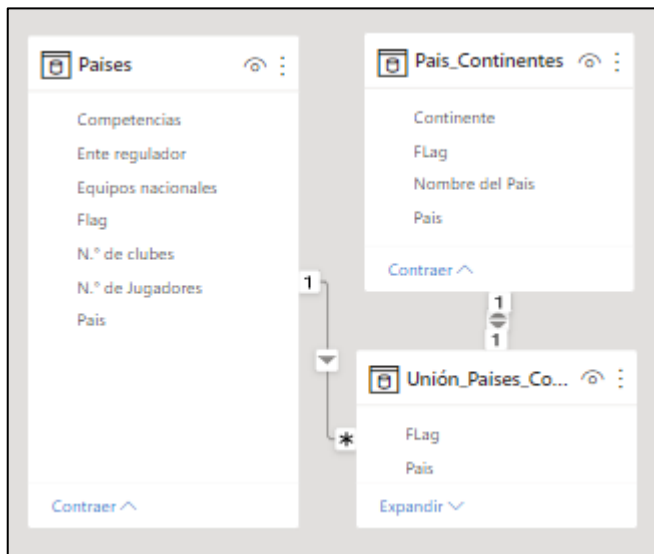 Paises
Competencias
Ente regulador
Equipos nacionales
Flag
N.° de clubes
N.° de Jugadores
Pais
Contraer
1
*
Pais_Continentes
Continente
FLag
Nombre del Pais
Pais
Contraer
1
1
Unión_Paises_Co...
FLag
Pais
Expandir